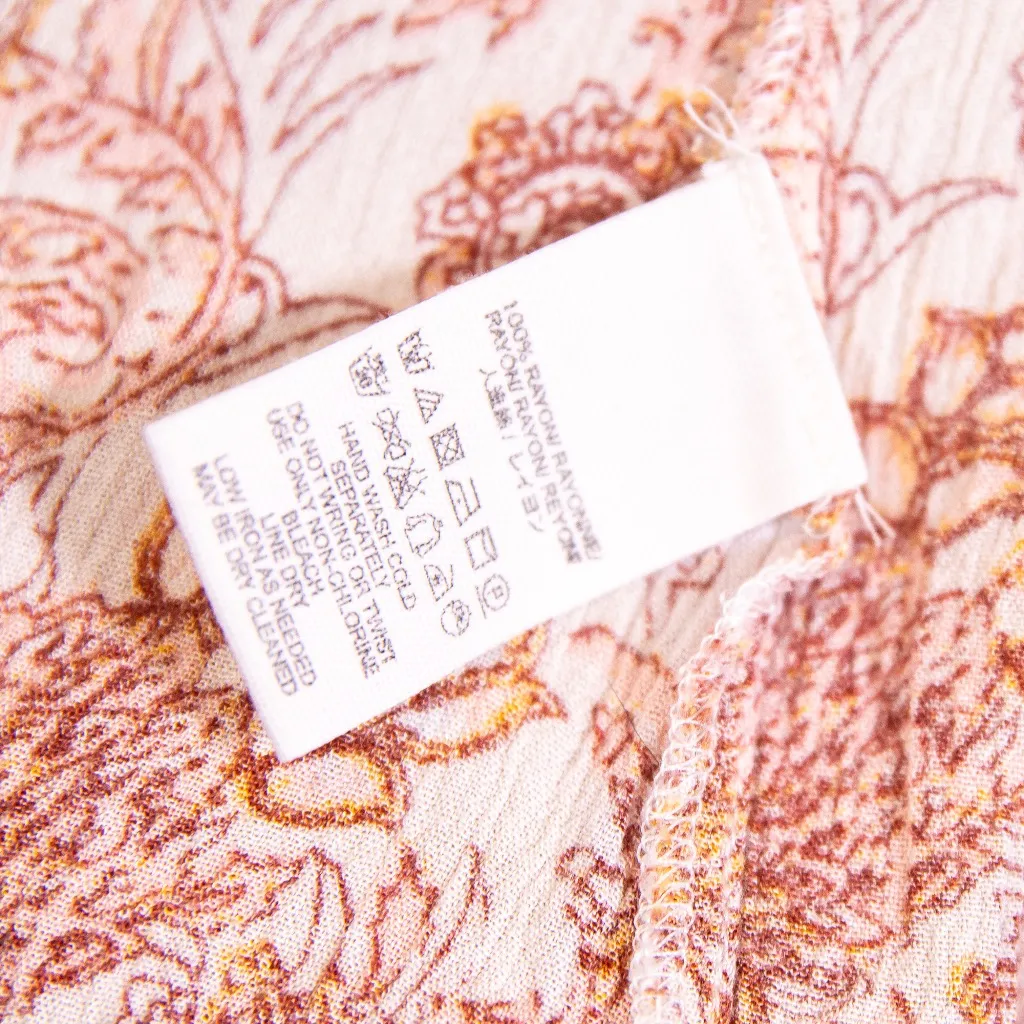 100% RAYON/ RAYONNE/
RAYON/ RAYON/ REYON/
人造絲 / レイヨン
HAND WASH COLD
SEPARATELY
DO NOT WRING OR TWIST
USE ONLY NON-CHLORINE
BLEACH
LINE DRY
LOW IRON AS NEEDED
MAY BE DRY CLEANED